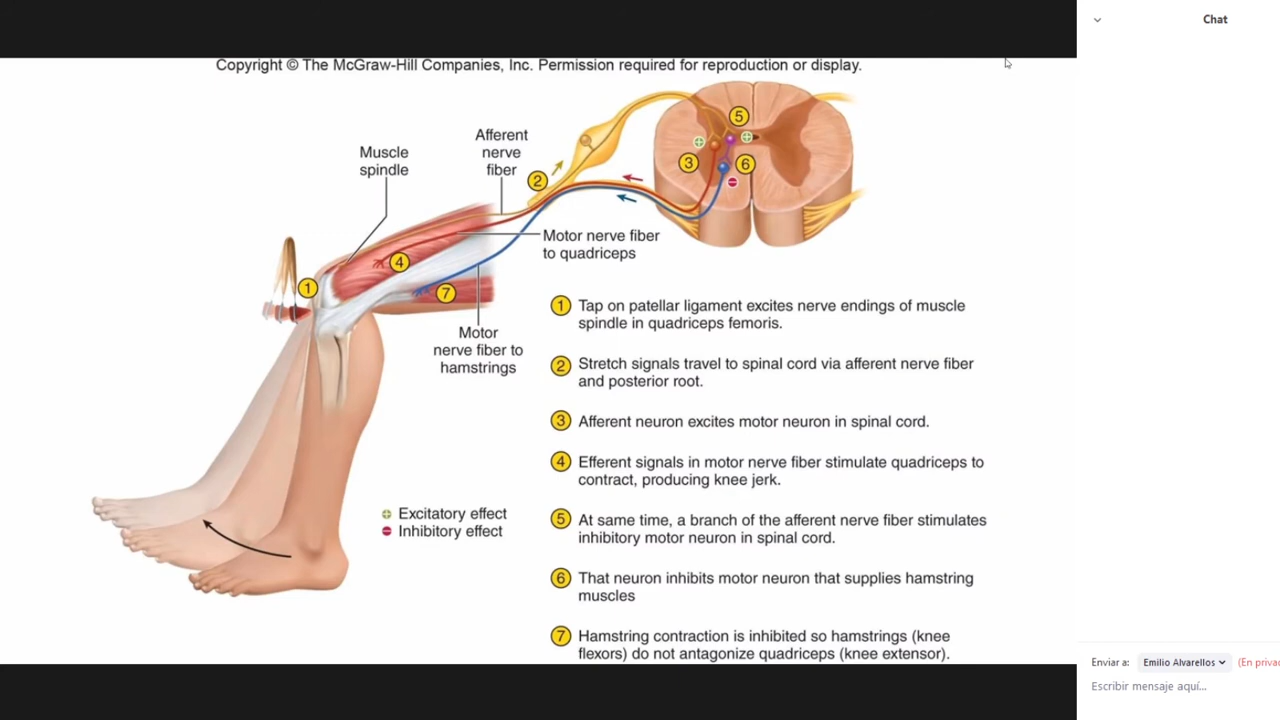 Chat
Copyright © The McGraw-Hill Companies, Inc. Permission required for reproduction or display.
Muscle
spindle
Afferent
nerve
fiber
Motor nerve fiber
to quadriceps
Motor
nerve fiber to
hamstrings
1
2
3
4
5
6
7
Excitatory effect
Inhibitory effect
1 Tap on patellar ligament excites nerve endings of muscle
spindle in quadriceps femoris.
2 Stretch signals travel to spinal cord via afferent nerve fiber
and posterior root.
3 Afferent neuron excites motor neuron in spinal cord.
4 Efferent signals in motor nerve fiber stimulate quadriceps to
contract, producing knee jerk.
5 At same time, a branch of the afferent nerve fiber stimulates
inhibitory motor neuron in spinal cord.
6 That neuron inhibits motor neuron that supplies hamstring
muscles
7 Hamstring contraction is inhibited so hamstrings (knee
flexors) do not antagonize quadriceps (knee extensor).
Enviar a: Emilio Alvarellos (En privac
Escribir mensaje aquí...